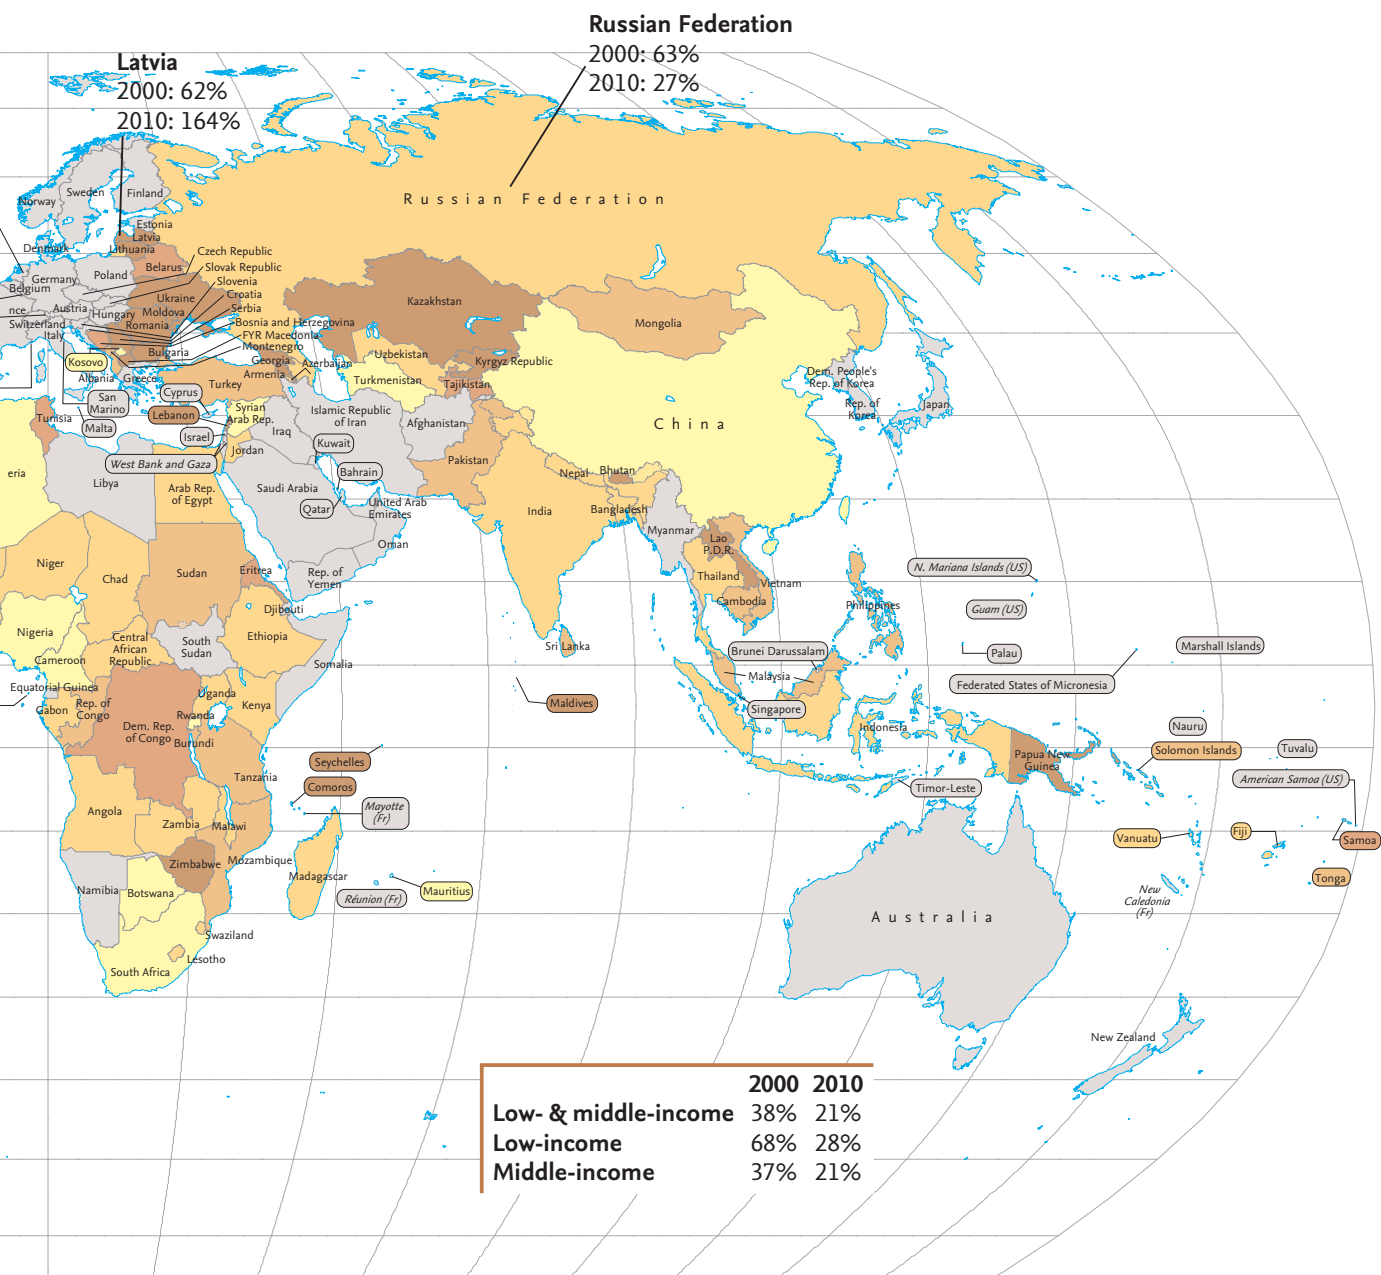 Russian Federation
2000: 63%
2010: 27%
Latvia
2000: 62%
2010: 164%
Russian Federation
Norway
Sweden
Finland
Estonia
Latvia
Lithuania
Denmark
Belarus
Czech Republic
Slovak Republic
Slovenia
Croatia
Serbia
Bosnia and Herzegovina
FYR Macedonia
Montenegro
Germany
Poland
Belgium
nce
Austria
Hungary
Ukraine
Moldova
Romania
Switzerland
Italy
Bulgaria
Kosovo
Albania
Greece
Georgia
Armenia
Azerbaijan
Turkey
Kazakhstan
Mongolia
Uzbekistan
Turkmenistan
Kyrgyz Republic
Tajikistan
San
Marino
Malta
Cyprus
Lebanon
Israel
Syrian
Arab Rep.
Iraq
Islamic Republic
of Iran
Afghanistan
China
Dem. People's
Rep. of Korea
Rep. of
Korea
Japan
Tunisia
West Bank and Gaza
Jordan
Kuwait
Bahrain
Qatar
eria
Libya
Arab Rep.
of Egypt
Saudi Arabia
United Arab
Emirates
Oman
Rep. of
Yemen
Pakistan
India
Nepal
Bhutan
Bangladesh
Myanmar
Lao
P.D.R.
Thailand
Vietnam
Cambodia
Philippines
N. Mariana Islands (US)
Guam (US)
Palau
Marshall Islands
Federated States of Micronesia
Niger
Chad
Sudan
Eritrea
Djibouti
Nigeria
Central
African
Republic
South
Sudan
Ethiopia
Somalia
Cameroon
Equatorial Guinea
Gabon
Rep. of
Congo
Dem. Rep.
of Congo
Uganda
Rwanda
Burundi
Kenya
Tanzania
Sri Lanka
Maldives
Brunei Darussalam
Malaysia
Singapore
Indonesia
Papua New
Guinea
Nauru
Solomon Islands
Tuvalu
American Samoa (US)
Timor-Leste
Seychelles
Comoros
Mayotte
(Fr)
Angola
Zambia
Malawi
Zimbabwe
Mozambique
Madagascar
Namibia
Botswana
Réunion (Fr)
Mauritius
Swaziland
Lesotho
South Africa
Australia
Vanuatu
Fiji
Samoa
Tonga
New
Caledonia
(Fr)
New Zealand
2000 2010
Low- & middle-income 38% 21%
Low-income 68% 28%
Middle-income 37% 21%